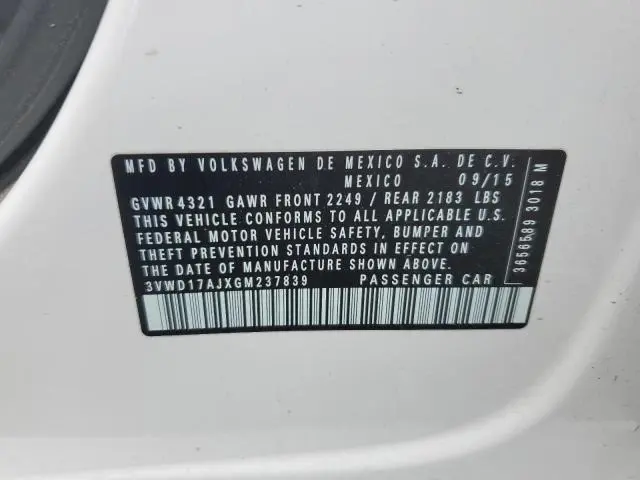 MFD BY VOLKSWAGEN DE MEXICO S.A. DE C.V.
MEXICO 09/15
GVWR 4321 GAWR FRONT 2249 / REAR 2183 LBS
THIS VEHICLE CONFORMS TO ALL APPLICABLE U.S.
FEDERAL MOTOR VEHICLE SAFETY, BUMPER AND
THEFT PREVENTION STANDARDS IN EFFECT ON
THE DATE OF MANUFACTURE SHOWN ABOVE.
3VWD17AJXGM237839 PASSENGER CAR
3656589 3018 M